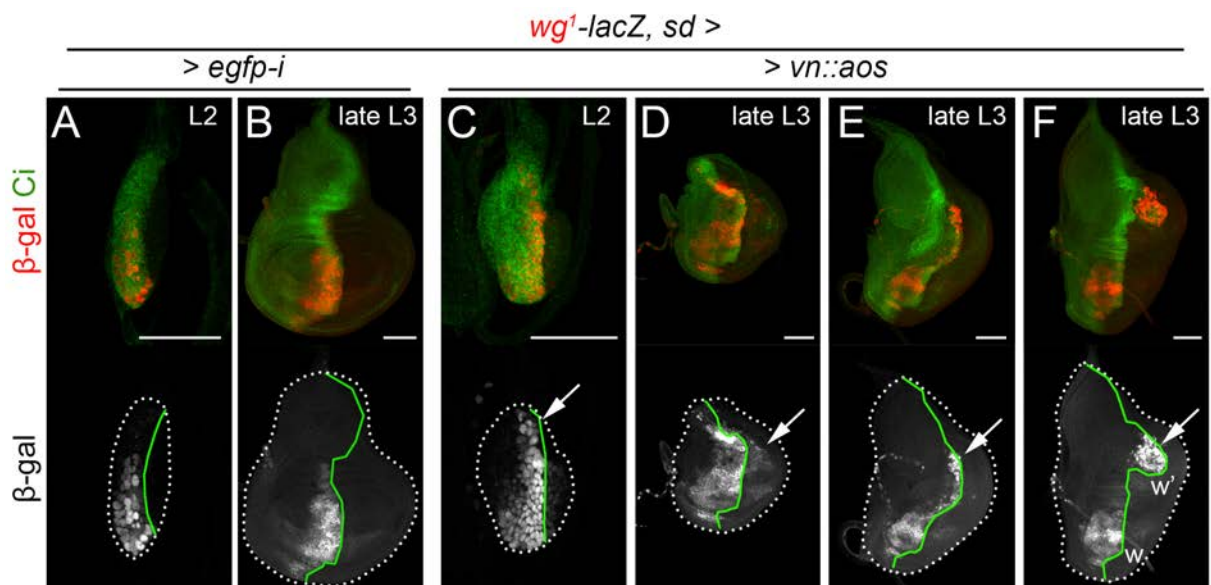 wg¹-lacZ, sd >
> egfp-i > vn::aos
A L2 B late L3 C L2 D late L3 E late L3 F late L3
β-gal Ci
β-gal
w'
w